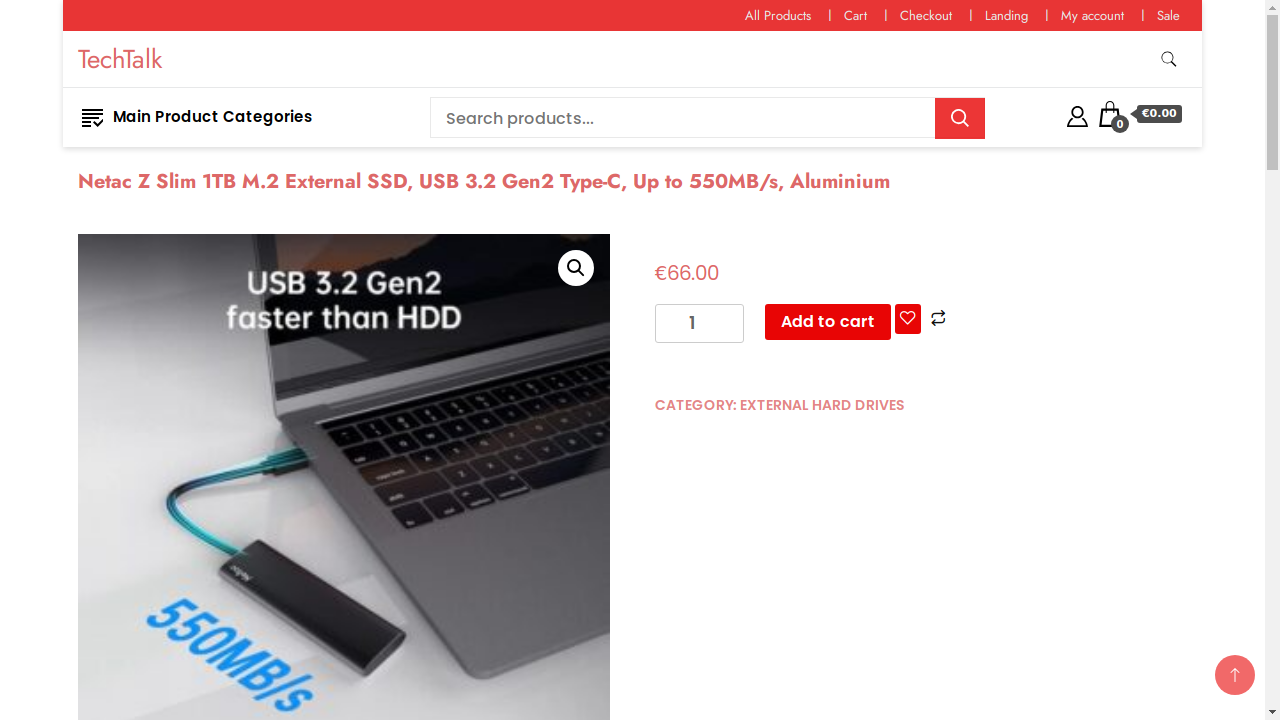 All Products | Cart | Checkout | Landing | My account | Sale
TechTalk
Main Product Categories
Search products...
0
€0.00
Netac Z Slim 1TB M.2 External SSD, USB 3.2 Gen2 Type-C, Up to 550MB/s, Aluminium
USB 3.2 Gen2
faster than HDD
Netac
550MB/s
€66.00
1
Add to cart
CATEGORY: EXTERNAL HARD DRIVES